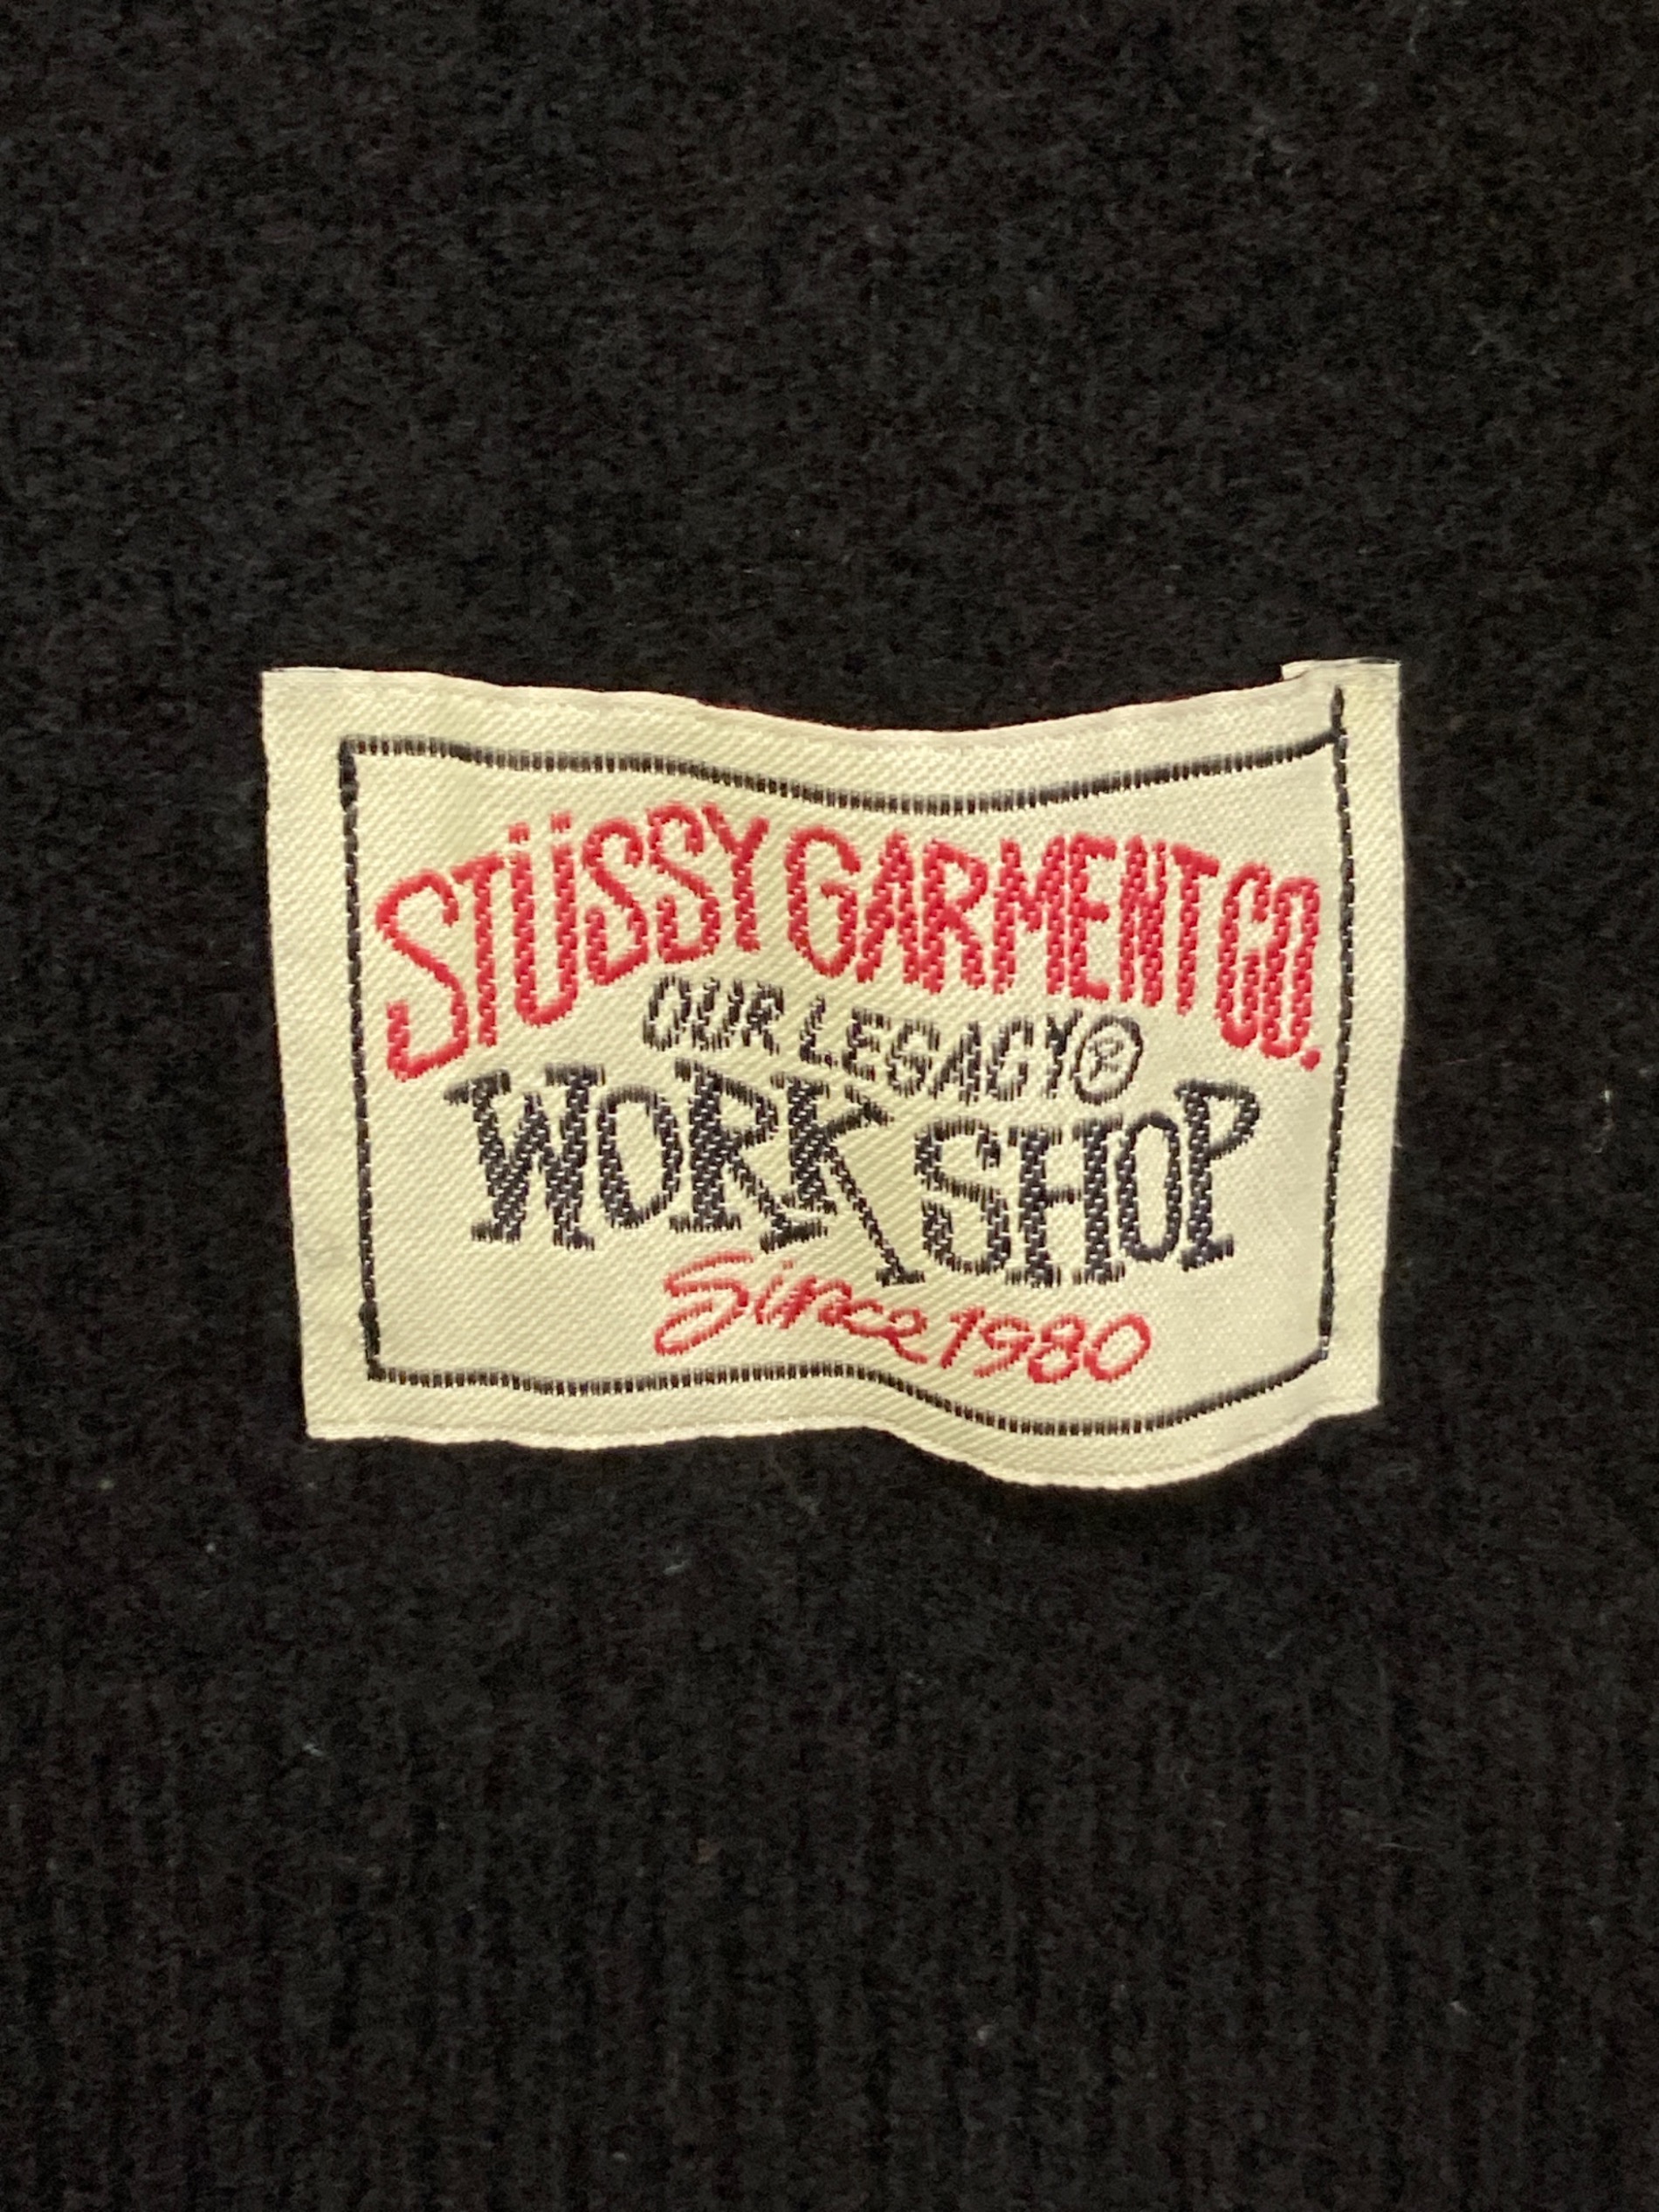 STÜSSY GARMENT CO.
OUR LEGACY®
WORK SHOP
Since 1980